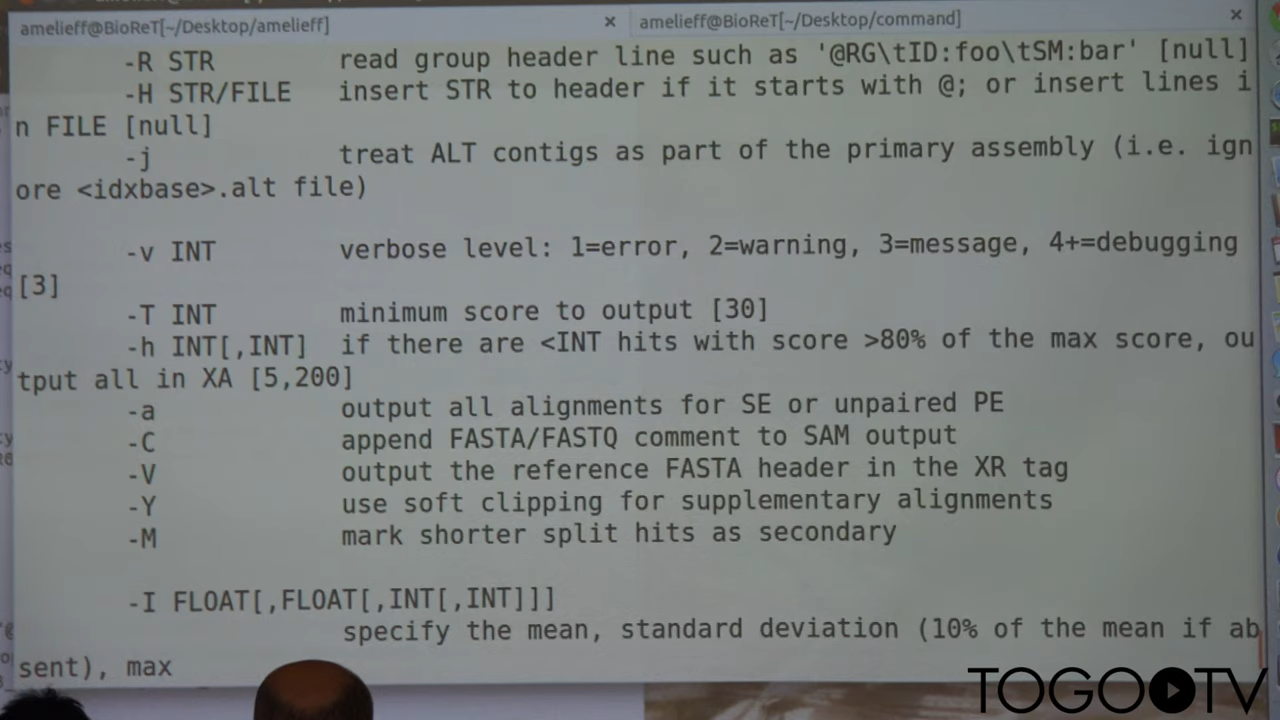 amelieff@BioReT[~/Desktop/amelieff] × amelieff@BioReT[~/Desktop/command] ×
-R STR read group header line such as '@RG\tID:foo\tSM:bar' [null]
-H STR/FILE insert STR to header if it starts with @; or insert lines i
n FILE [null]
-j treat ALT contigs as part of the primary assembly (i.e. ign
ore <idxbase>.alt file)
-v INT verbose level: 1=error, 2=warning, 3=message, 4+=debugging
[3]
-T INT minimum score to output [30]
-h INT[,INT] if there are <INT hits with score >80% of the max score, ou
tput all in XA [5,200]
-a output all alignments for SE or unpaired PE
-C append FASTA/FASTQ comment to SAM output
-V output the reference FASTA header in the XR tag
-Y use soft clipping for supplementary alignments
-M mark shorter split hits as secondary
-I FLOAT[,FLOAT[,INT[,INT]]]
specify the mean, standard deviation (10% of the mean if ab
sent), max
TOGO TV